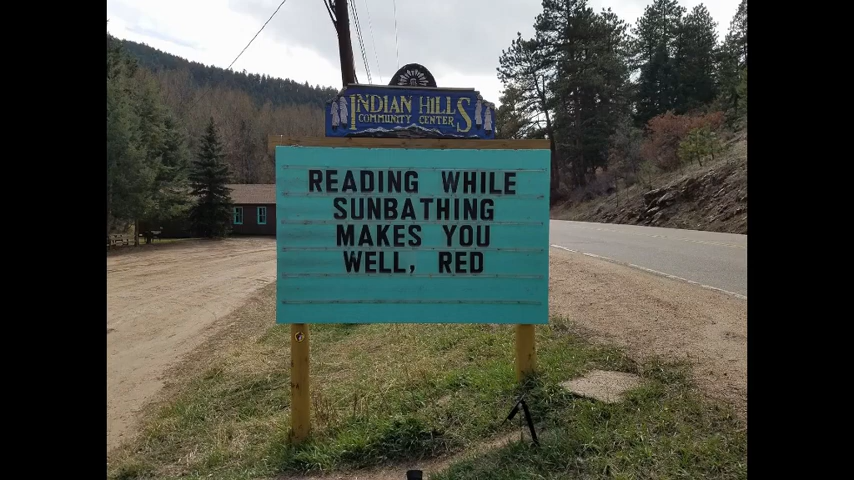 INDIAN HILLS
COMMUNITY CENTER
READING WHILE
SUNBATHING
MAKES YOU
WELL, RED